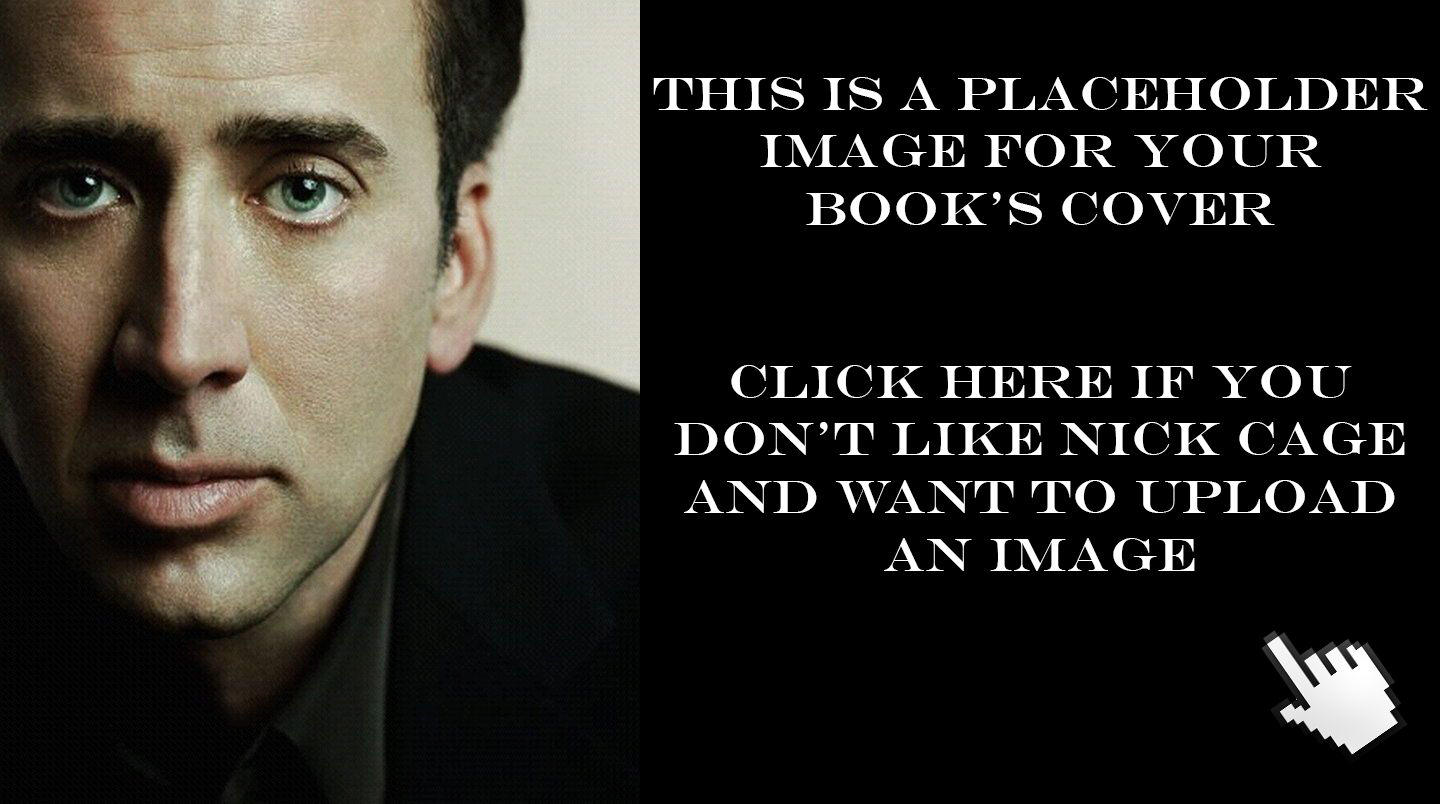 THIS IS A PLACEHOLDER
IMAGE FOR YOUR
BOOK’S COVER
CLICK HERE IF YOU
DON’T LIKE NICK CAGE
AND WANT TO UPLOAD
AN IMAGE